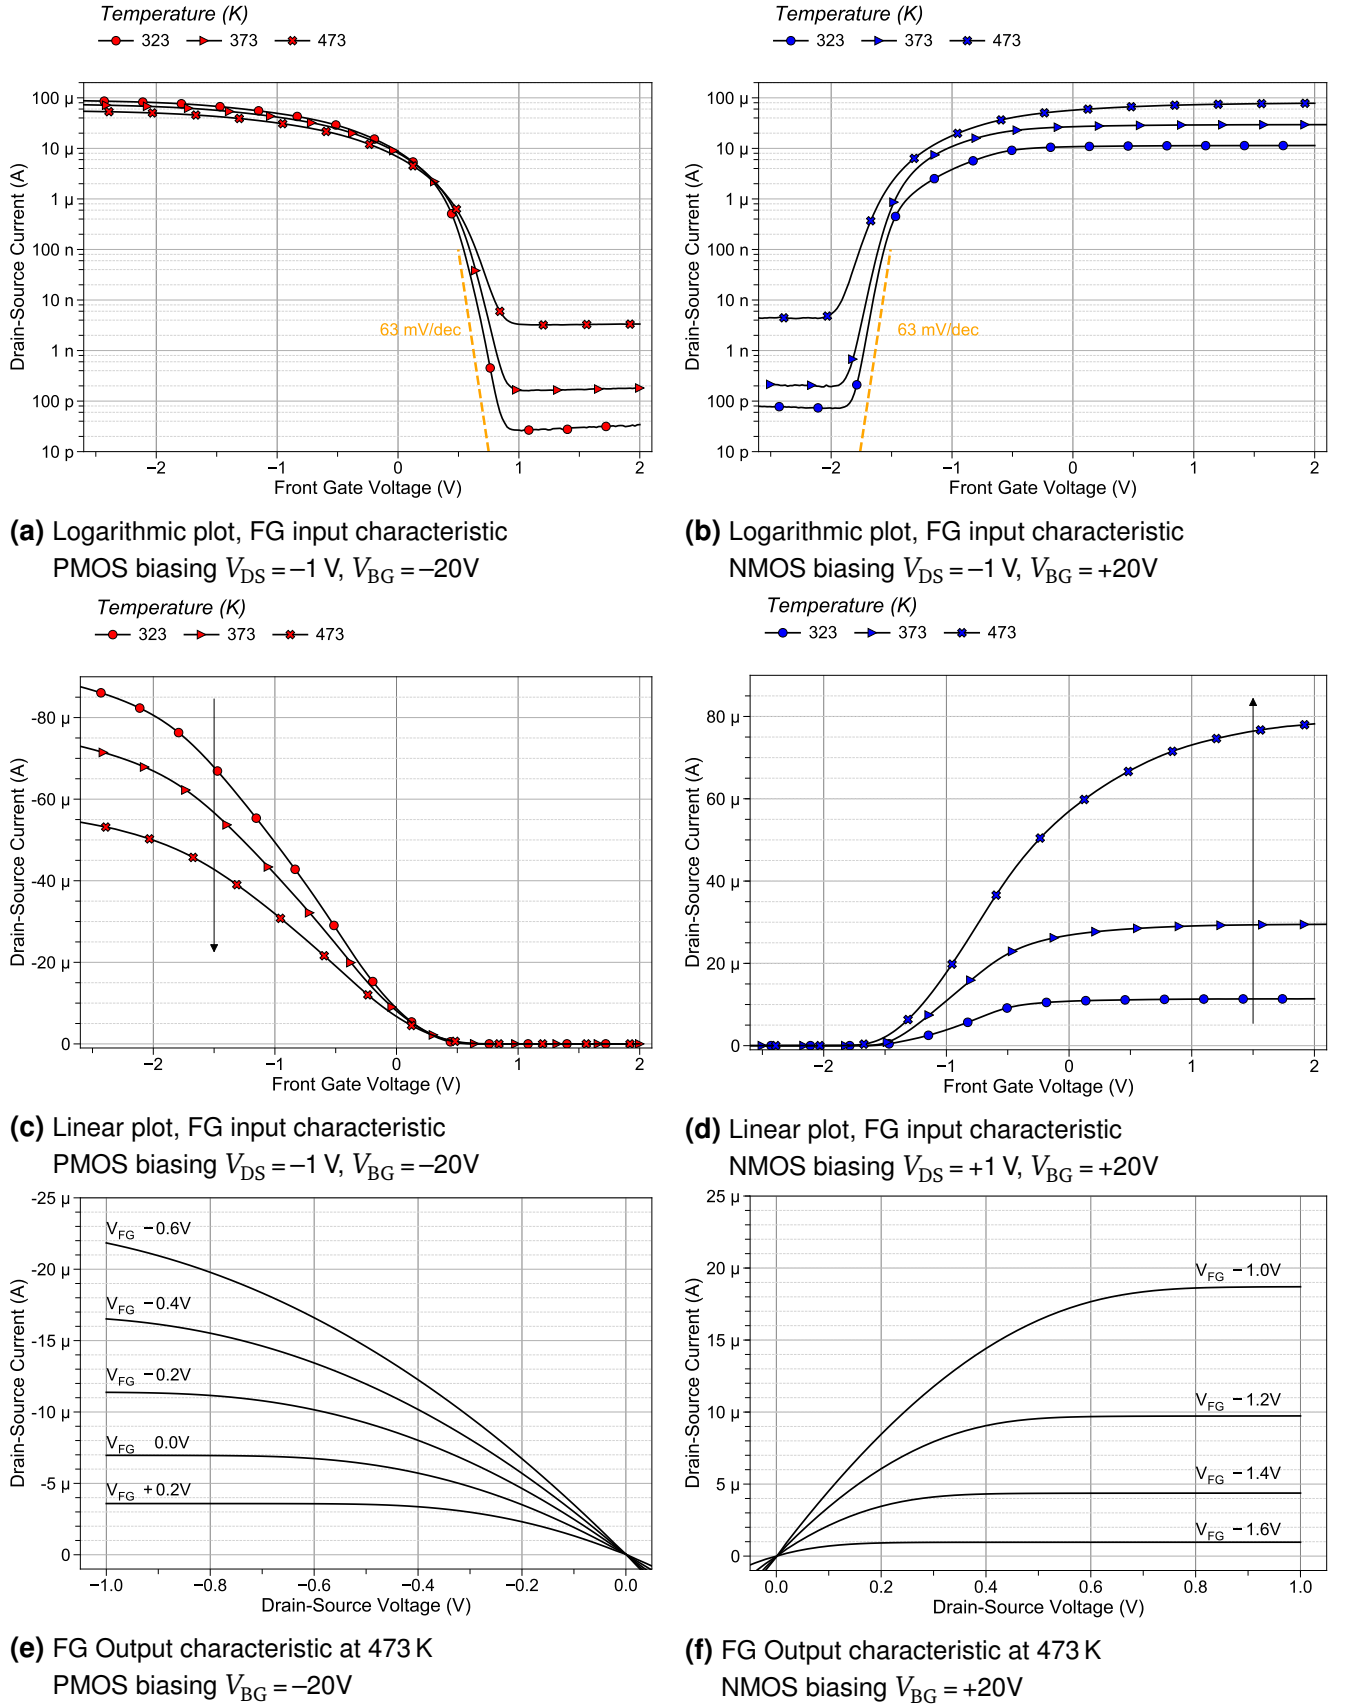 Temperature (K)
323 373 473
100 µ
10 µ
1 µ
100 n
10 n
1 n
100 p
10 p
Drain-Source Current (A)
63 mV/dec
−2 −1 0 1 2
Front Gate Voltage (V)
(a) Logarithmic plot, FG input characteristic
PMOS biasing VDS = −1 V, VBG = −20V
Temperature (K)
323 373 473
100 µ
10 µ
1 µ
100 n
10 n
1 n
100 p
10 p
Drain-Source Current (A)
63 mV/dec
−2 −1 0 1 2
Front Gate Voltage (V)
(b) Logarithmic plot, FG input characteristic
NMOS biasing VDS = −1 V, VBG = +20V
Temperature (K)
323 373 473
-80 µ
-60 µ
-40 µ
-20 µ
0
Drain-Source Current (A)
−2 −1 0 1 2
Front Gate Voltage (V)
(c) Linear plot, FG input characteristic
PMOS biasing VDS = −1 V, VBG = −20V
Temperature (K)
323 373 473
80 µ
60 µ
40 µ
20 µ
0
Drain-Source Current (A)
−2 −1 0 1 2
Front Gate Voltage (V)
(d) Linear plot, FG input characteristic
NMOS biasing VDS = +1 V, VBG = +20V
-25 µ
-20 µ
-15 µ
-10 µ
-5 µ
0
Drain-Source Current (A)
VFG −0.6V
VFG −0.4V
VFG −0.2V
VFG 0.0V
VFG +0.2V
−1.0 −0.8 −0.6 −0.4 −0.2 0.0
Drain-Source Voltage (V)
(e) FG Output characteristic at 473 K
PMOS biasing VBG = −20V
25 µ
20 µ
15 µ
10 µ
5 µ
0
Drain-Source Current (A)
VFG −1.0V
VFG −1.2V
VFG −1.4V
VFG −1.6V
0.0 0.2 0.4 0.6 0.8 1.0
Drain-Source Voltage (V)
(f) FG Output characteristic at 473 K
NMOS biasing VBG = +20V